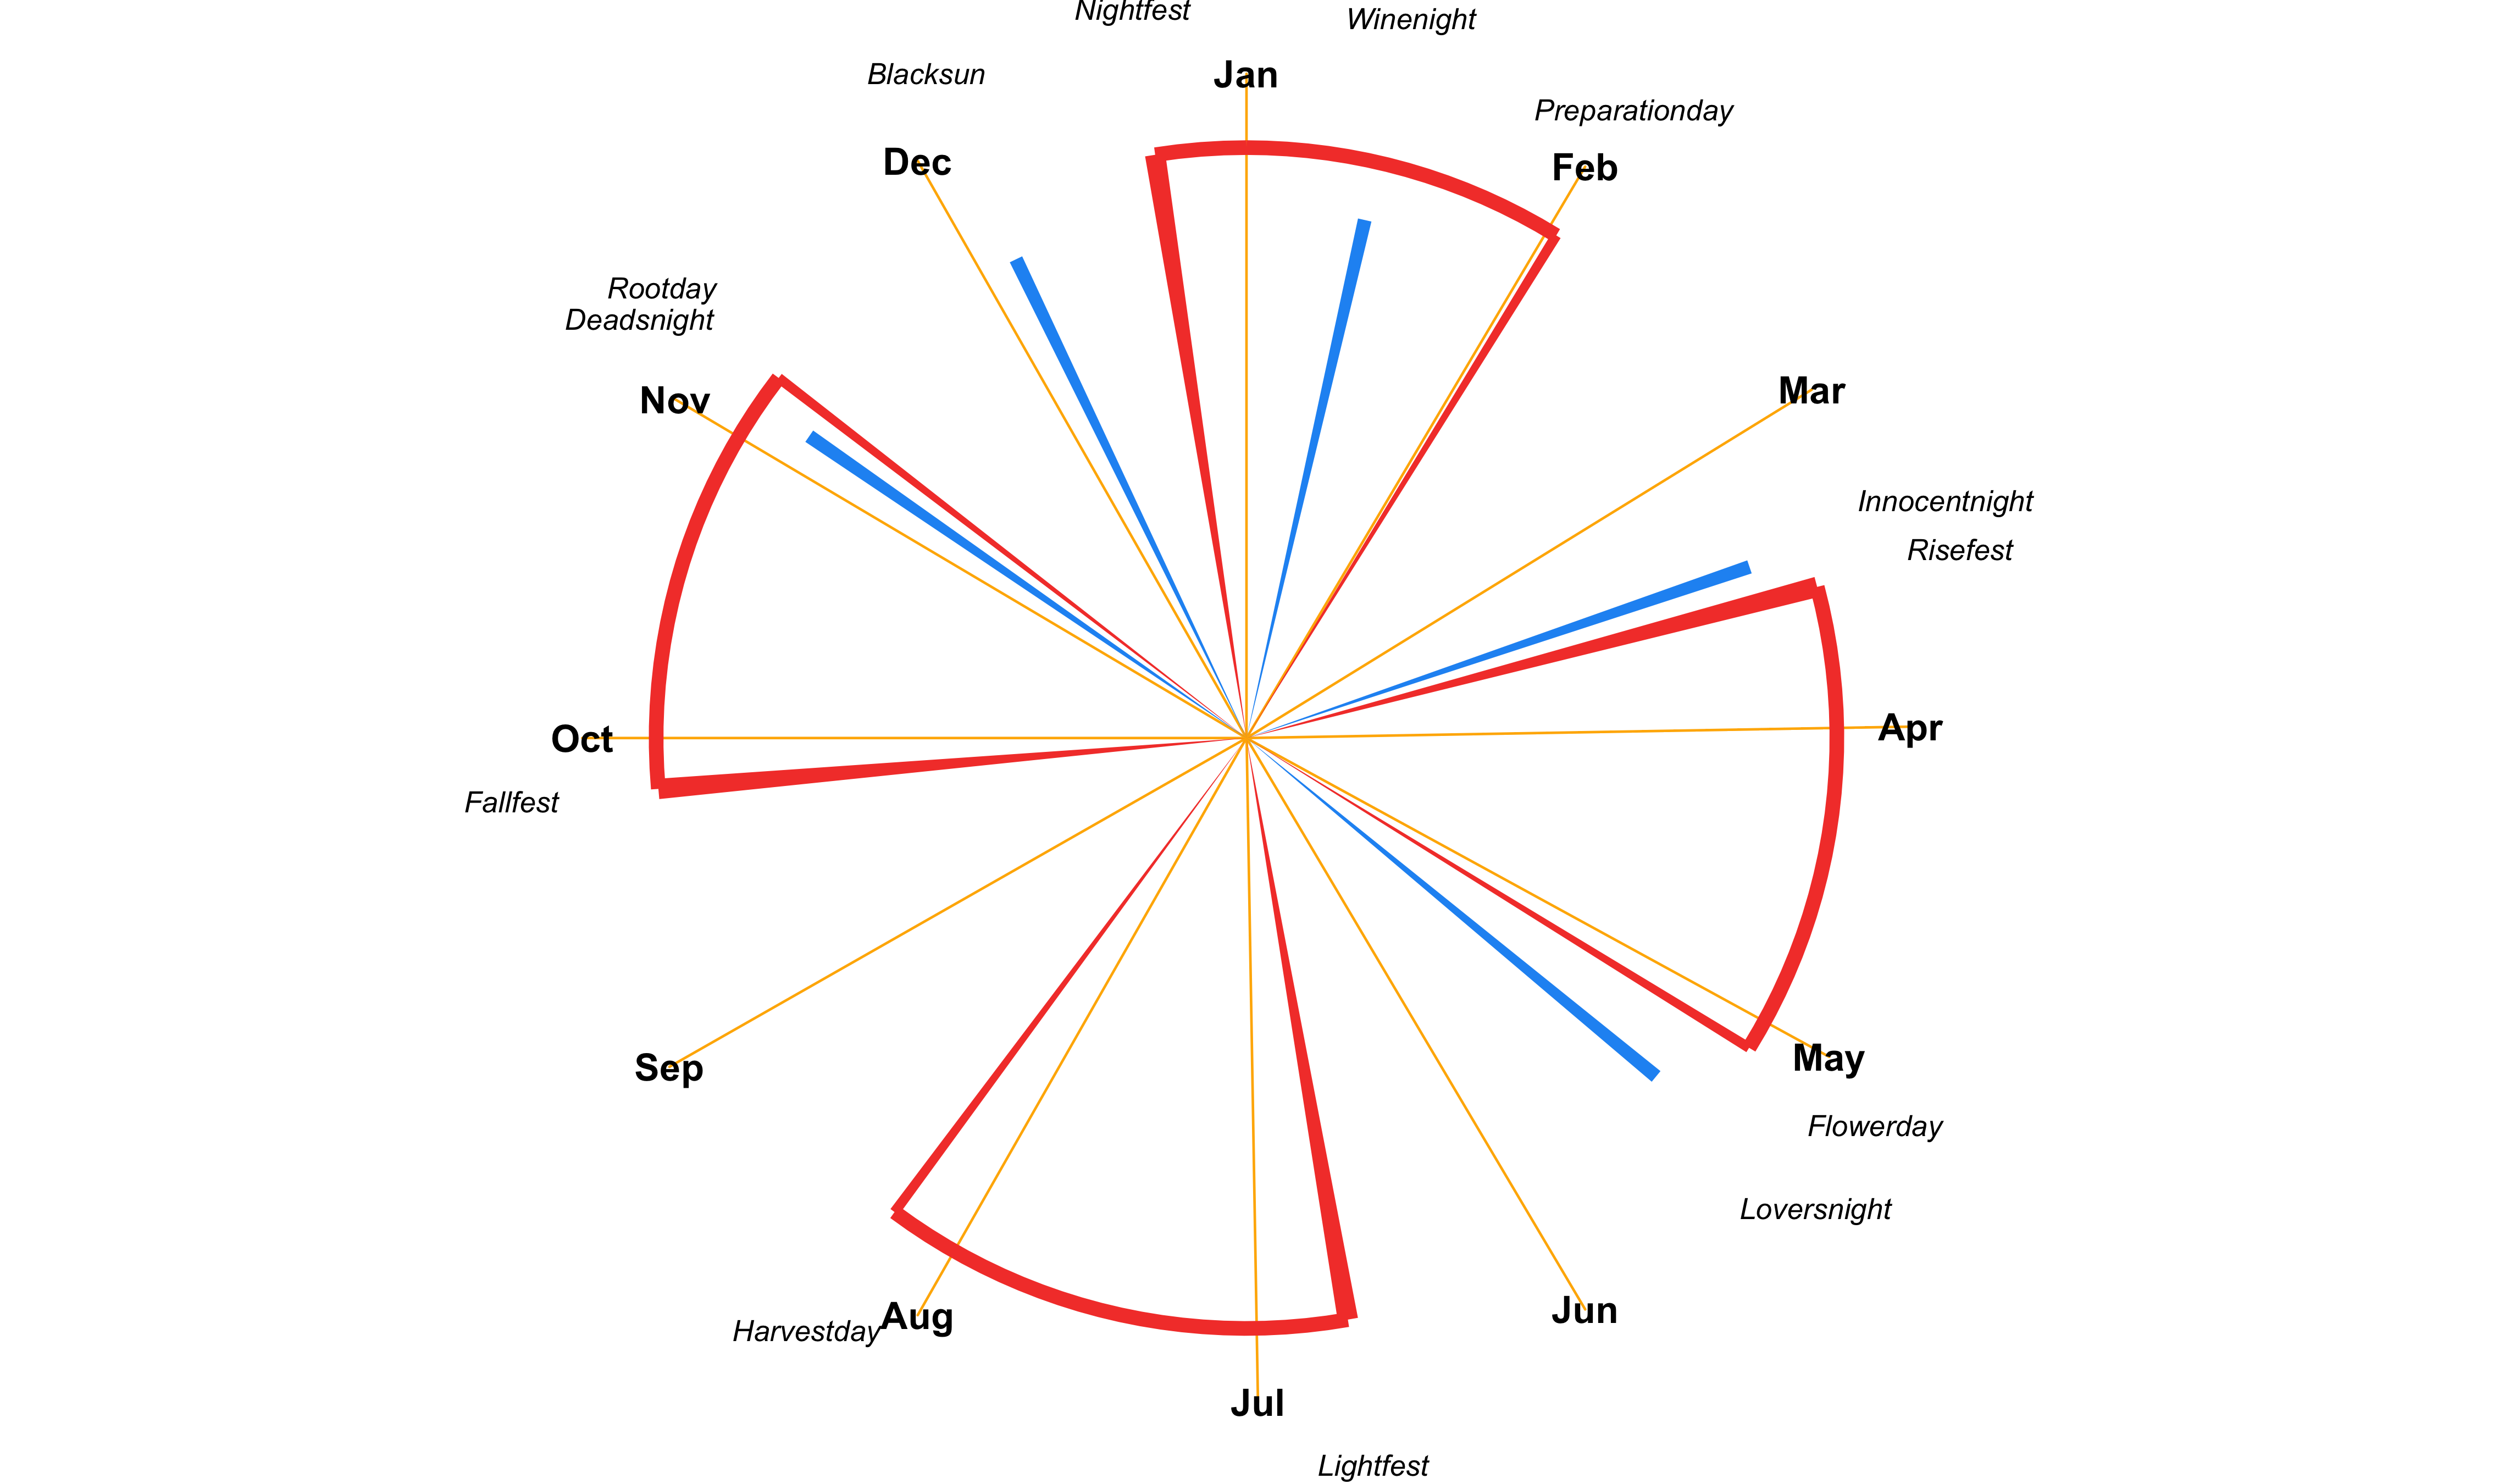 Nightfest
Winenight
Blacksun
Jan
Preparationday
Dec
Feb
Rootday
Deadsnight
Nov
Mar
Innocentnight
Risefest
Oct
Apr
Fallfest
Sep
May
Flowerday
Loversnight
Harvestday
Aug
Jun
Jul
Lightfest